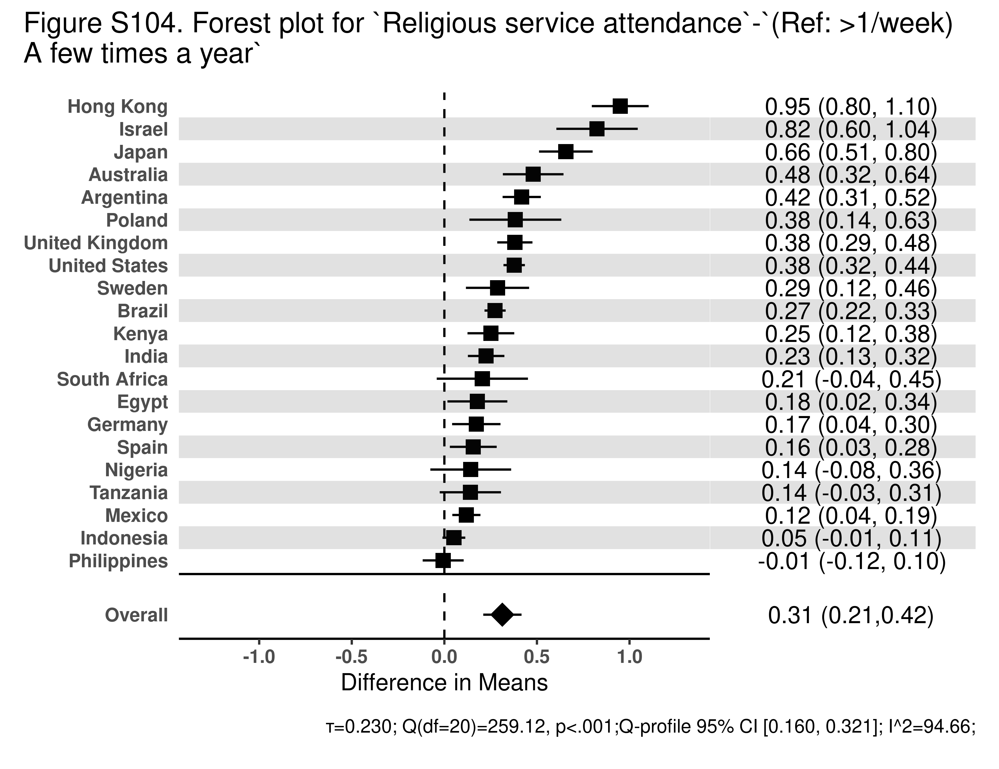 Figure S104. Forest plot for `Religious service attendance`-`(Ref: >1/week)
A few times a year`
Hong Kong 0.95 (0.80, 1.10)
Israel 0.82 (0.60, 1.04)
Japan 0.66 (0.51, 0.80)
Australia 0.48 (0.32, 0.64)
Argentina 0.42 (0.31, 0.52)
Poland 0.38 (0.14, 0.63)
United Kingdom 0.38 (0.29, 0.48)
United States 0.38 (0.32, 0.44)
Sweden 0.29 (0.12, 0.46)
Brazil 0.27 (0.22, 0.33)
Kenya 0.25 (0.12, 0.38)
India 0.23 (0.13, 0.32)
South Africa 0.21 (-0.04, 0.45)
Egypt 0.18 (0.02, 0.34)
Germany 0.17 (0.04, 0.30)
Spain 0.16 (0.03, 0.28)
Nigeria 0.14 (-0.08, 0.36)
Tanzania 0.14 (-0.03, 0.31)
Mexico 0.12 (0.04, 0.19)
Indonesia 0.05 (-0.01, 0.11)
Philippines -0.01 (-0.12, 0.10)
Overall 0.31 (0.21,0.42)
-1.0 -0.5 0.0 0.5 1.0
Difference in Means
τ=0.230; Q(df=20)=259.12, p<.001;Q-profile 95% CI [0.160, 0.321]; I^2=94.66;